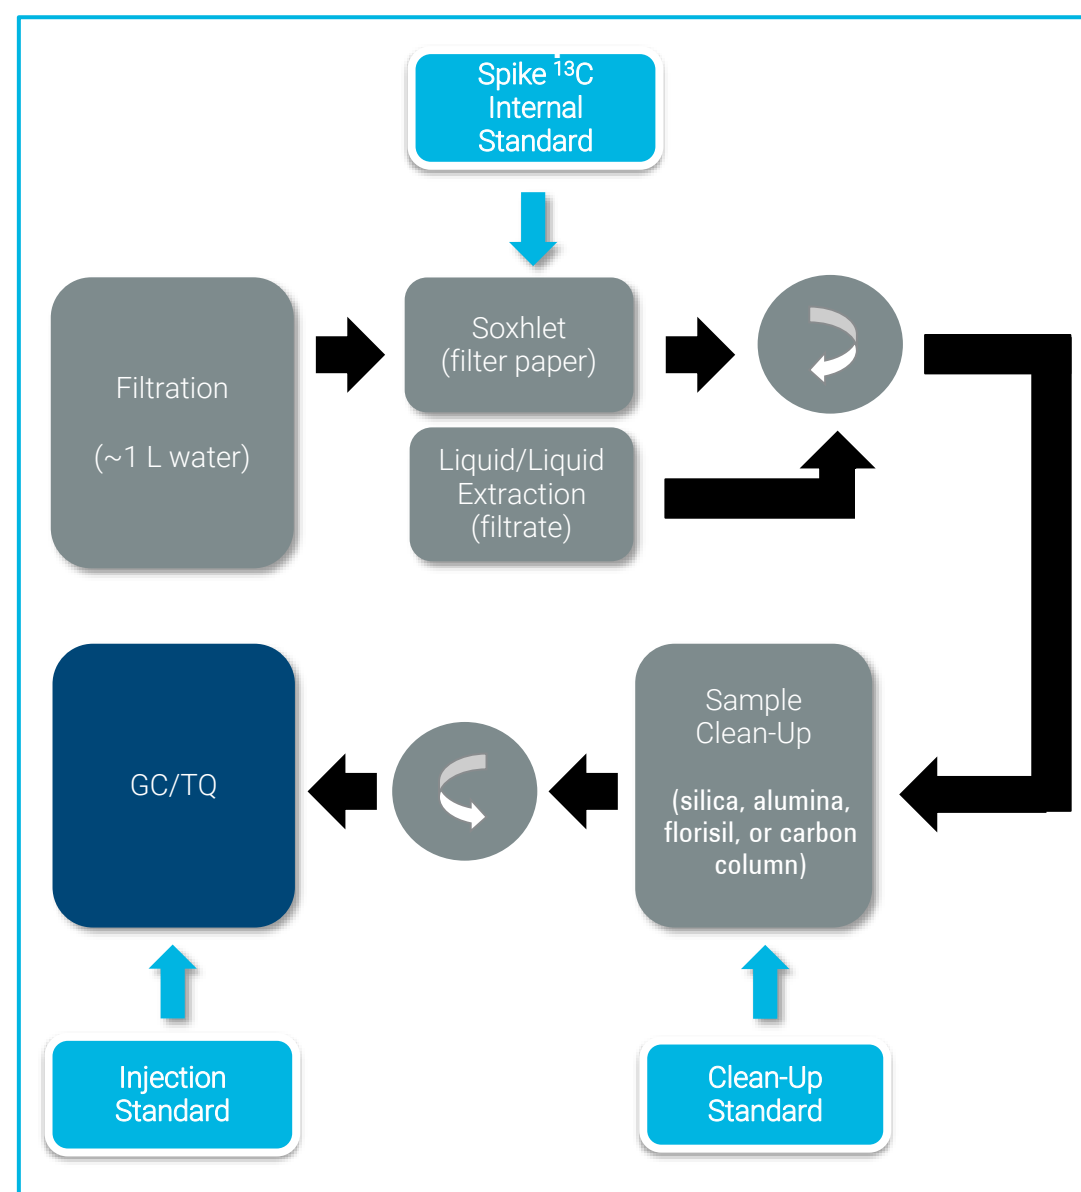 Spike ¹³C
Internal
Standard
Filtration
(~1 L water)
Soxhlet
(filter paper)
Liquid/Liquid
Extraction
(filtrate)
GC/TQ
Sample
Clean-Up
(silica, alumina,
florisil, or carbon
column)
Injection
Standard
Clean-Up
Standard